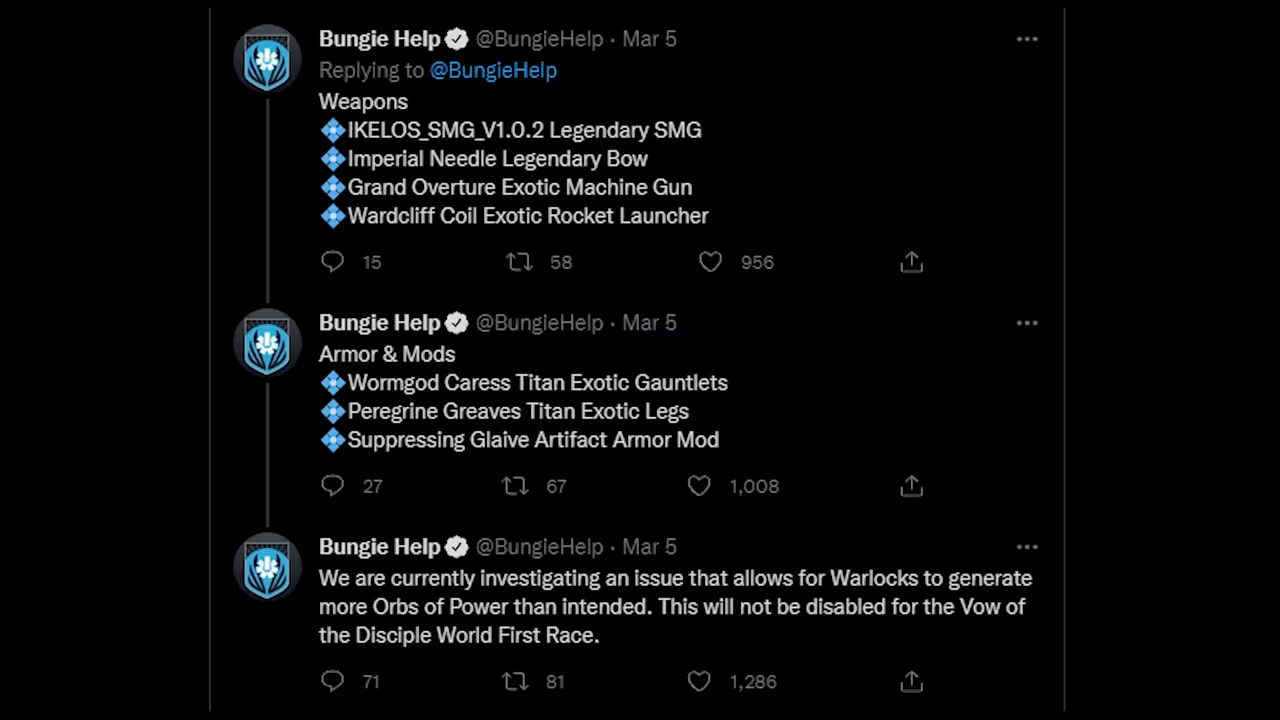 Bungie Help @BungieHelp · Mar 5
Replying to @BungieHelp
Weapons
IKELOS_SMG_V1.0.2 Legendary SMG
Imperial Needle Legendary Bow
Grand Overture Exotic Machine Gun
Wardcliff Coil Exotic Rocket Launcher
15 58 956
Bungie Help @BungieHelp · Mar 5
Armor & Mods
Wormgod Caress Titan Exotic Gauntlets
Peregrine Greaves Titan Exotic Legs
Suppressing Glaive Artifact Armor Mod
27 67 1,008
Bungie Help @BungieHelp · Mar 5
We are currently investigating an issue that allows for Warlocks to generate
more Orbs of Power than intended. This will not be disabled for the Vow of
the Disciple World First Race.
71 81 1,286